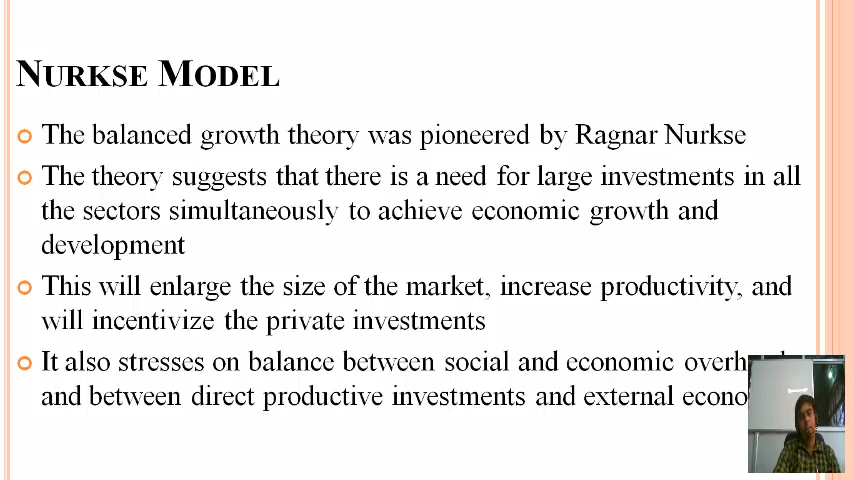 NURKSE MODEL
The balanced growth theory was pioneered by Ragnar Nurkse
The theory suggests that there is a need for large investments in all
the sectors simultaneously to achieve economic growth and
development
This will enlarge the size of the market, increase productivity, and
will incentivize the private investments
It also stresses on balance between social and economic
and between direct productive investments and external